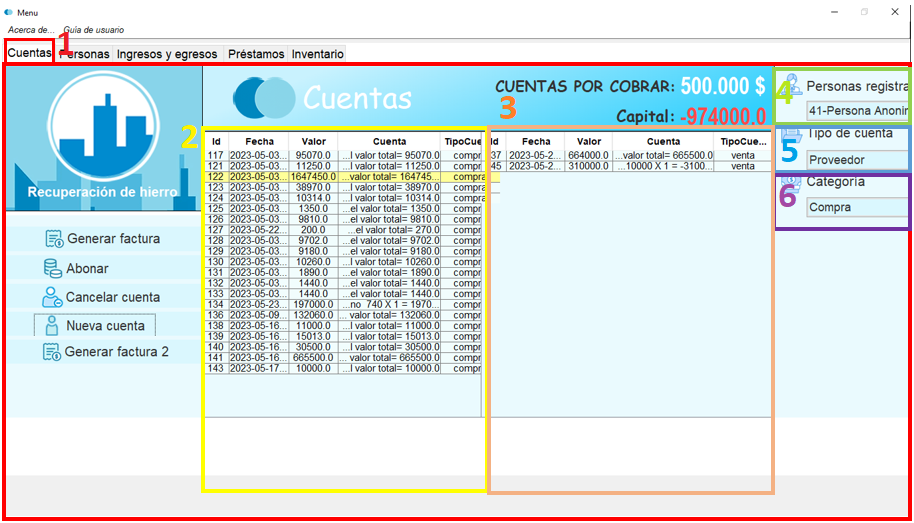 Menu
Acerca de... Guia de usuario
1
Cuentas Personas Ingresos y egresos Préstamos Inventario
Cuentas
CUENTAS POR COBRAR: 500.000 $
Capital: -974000.0
3
4
Personas registra
41-Persona Anonir
5
Tipo de cuenta
Proveedor
6
Categoría
Compra
Recuperación de hierro
Generar factura
Abonar
Cancelar cuenta
Nueva cuenta
Generar factura 2
2
Id Fecha Valor Cuenta TipoCue
117 2023-05-03... 95070.0 ...l valor total= 95070.0 compr
121 2023-05-03... 11250.0 ...l valor total= 11250.0 compr
122 2023-05-03... 1647450.0 ...valor total= 164745... compra
123 2023-05-03... 38970.0 ...l valor total= 38970.0 compr
124 2023-05-03... 10314.0 ...l valor total= 10314.0 compra
125 2023-05-03... 1350.0 ...el valor total= 1350.0 compr
126 2023-05-03... 9810.0 ...el valor total= 9810.0 compr
127 2023-05-22... 200.0 ...el valor total= 270.0 compr
128 2023-05-03... 9702.0 ...el valor total= 9702.0 compr
129 2023-05-03... 9180.0 ...el valor total= 9180.0 compr
130 2023-05-03... 10260.0 ...l valor total= 10260.0 compr
131 2023-05-03... 1890.0 ...el valor total= 1890.0 compr
132 2023-05-03... 1440.0 ...el valor total= 1440.0 compr
133 2023-05-03... 1440.0 ...el valor total= 1440.0 compr
134 2023-05-23... 197000.0 ...no 740 X 1 = 1970... compr
136 2023-05-09... 132060.0 ... valor total= 132060.0 compr
138 2023-05-16... 11000.0 ...l valor total= 11000.0 compr
139 2023-05-16... 15013.0 ...l valor total= 15013.0 compr
140 2023-05-16... 30500.0 ...l valor total= 30500.0 compr
141 2023-05-16... 665500.0 ... valor total= 665500.0 compr
143 2023-05-17... 10000.0 ...l valor total= 10000.0 compr
Id Fecha Valor Cuenta TipoCue...
37 2023-05-2... 664000.0 ...valor total= 665500.0 venta
45 2023-05-2... 310000.0 ...10000 X 1 = -3100... venta